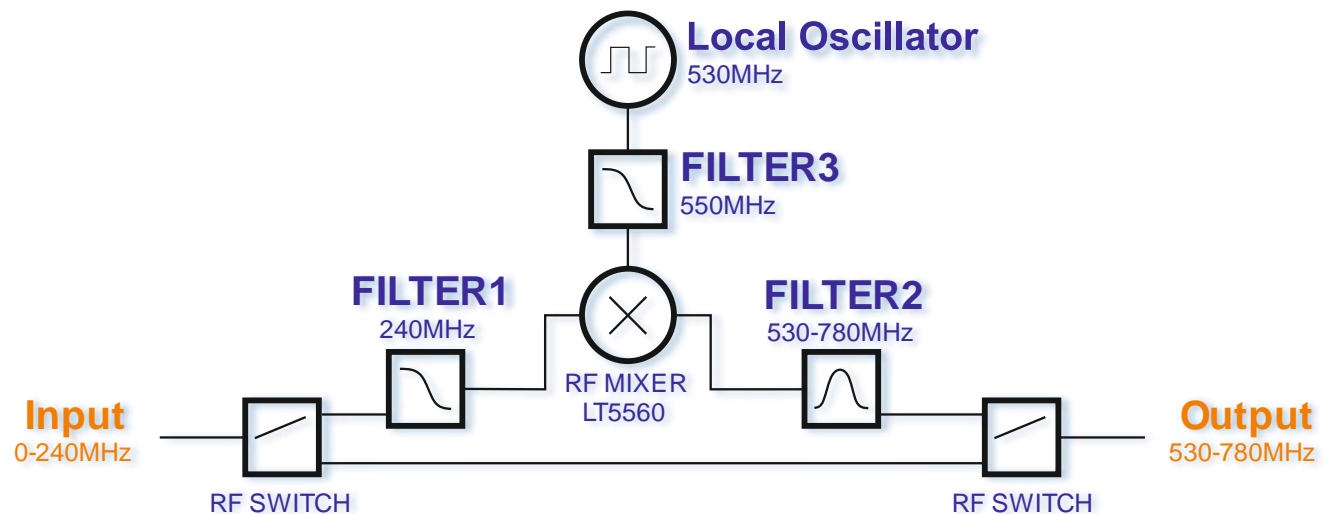 Local Oscillator
530MHz
FILTER3
550MHz
FILTER1
240MHz
FILTER2
530-780MHz
RF MIXER
LT5560
Input
0-240MHz
Output
530-780MHz
RF SWITCH
RF SWITCH